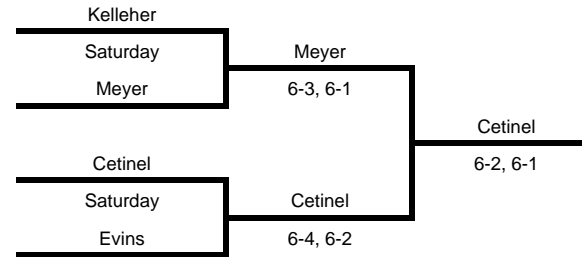 Kelleher
Saturday
Meyer
Meyer
6-3, 6-1
Cetinel
6-2, 6-1
Cetinel
Saturday
Evins
Cetinel
6-4, 6-2